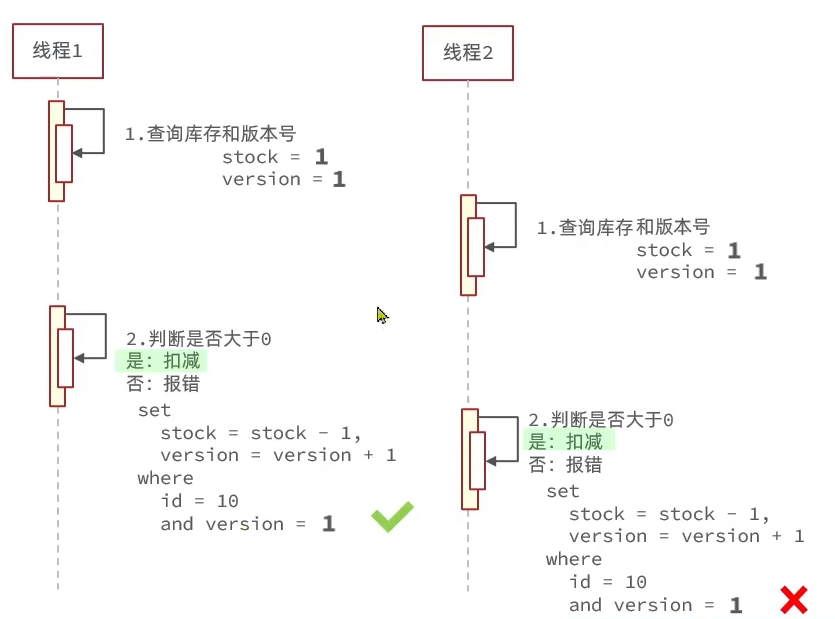 线程1
1.查询库存和版本号
stock = 1
version = 1
2.判断是否大于0
是：扣减
否：报错
set
stock = stock - 1,
version = version + 1
where
id = 10
and version = 1
线程2
1.查询库存和版本号
stock = 1
version = 1
2.判断是否大于0
是：扣减
否：报错
set
stock = stock - 1,
version = version + 1
where
id = 10
and version = 1